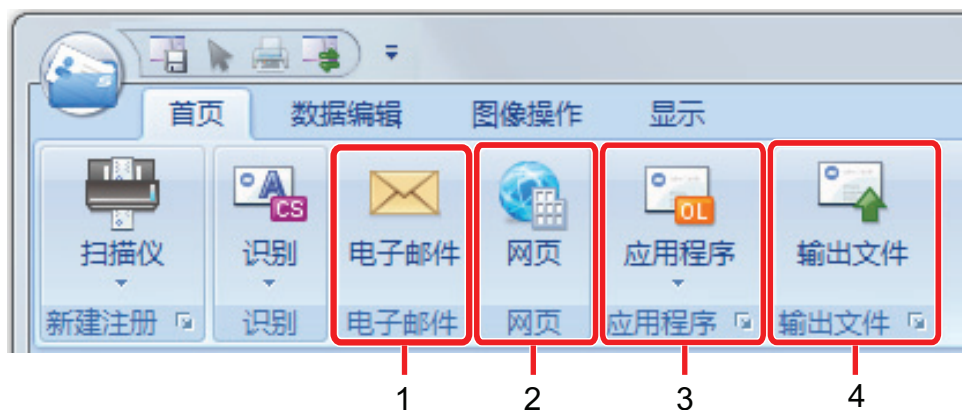 首页 数据编辑 图像操作 显示
CS OL
扫描仪 识别 电子邮件 网页 应用程序 输出文件
新建注册 识别 电子邮件 网页 应用程序 输出文件
1 2 3 4